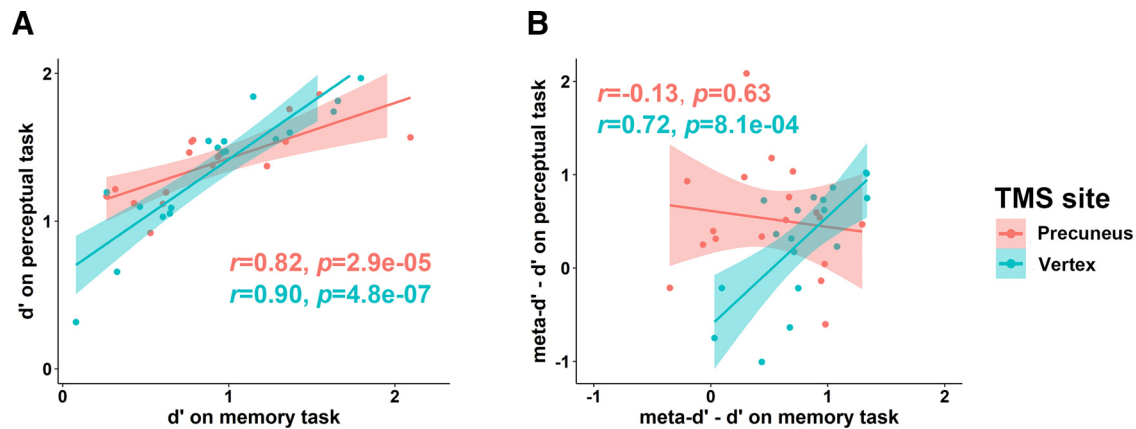 A
d' on perceptual task
2
1
0
r=0.82, p=2.9e-05
r=0.90, p=4.8e-07
0 1 2
d' on memory task
B
meta-d' - d' on perceptual task
2
1
0
-1
r=-0.13, p=0.63
r=0.72, p=8.1e-04
-1 0 1 2
meta-d' - d' on memory task
TMS site
Precuneus
Vertex